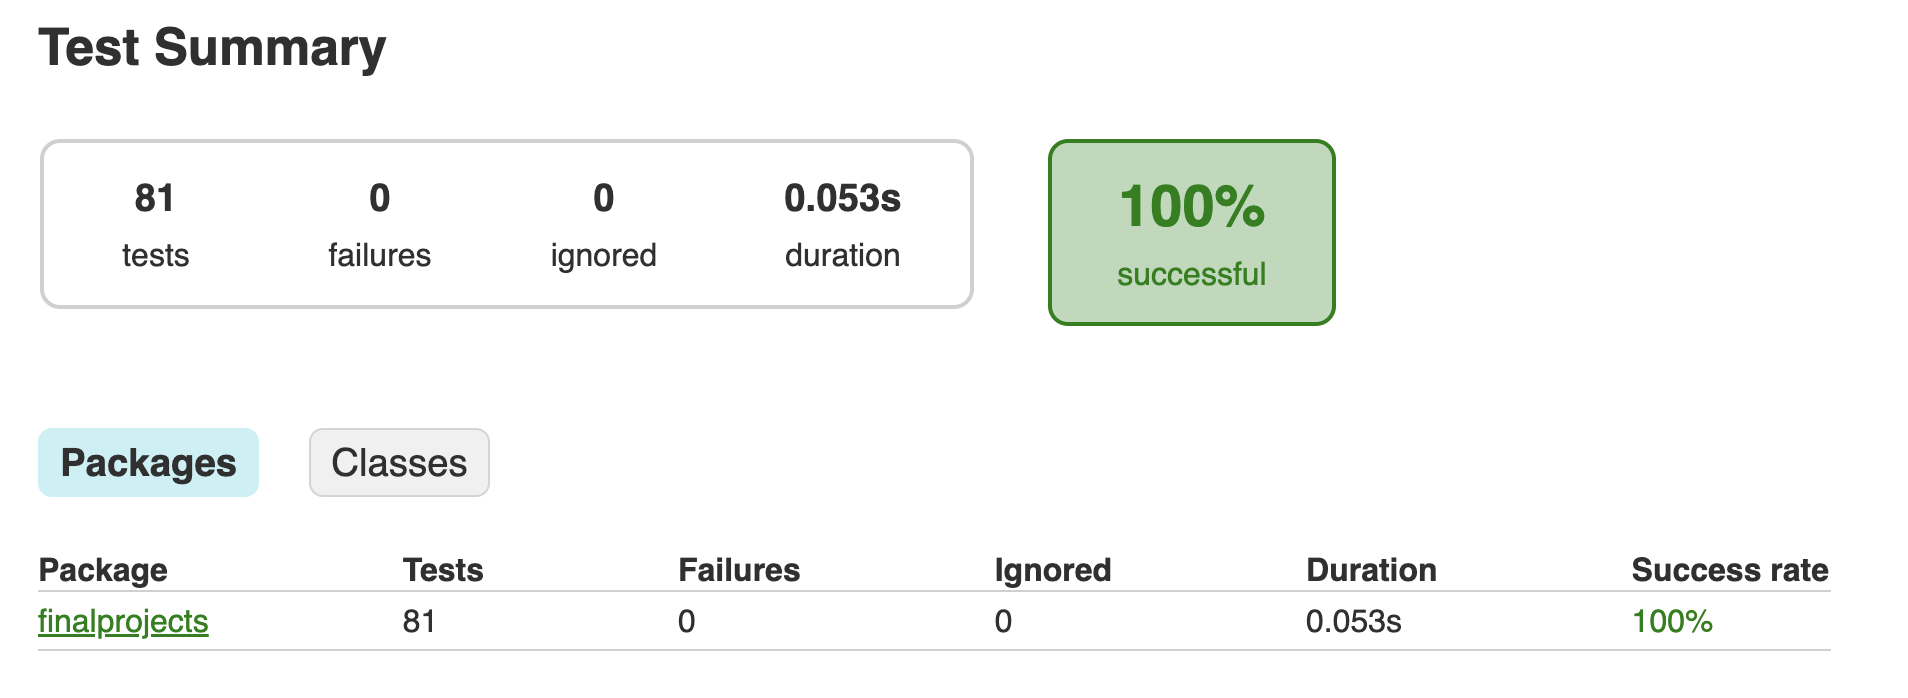 Test Summary
81 0 0 0.053s
tests failures ignored duration
100%
successful
Packages Classes
Package Tests Failures Ignored Duration Success rate
finalprojects 81 0 0 0.053s 100%